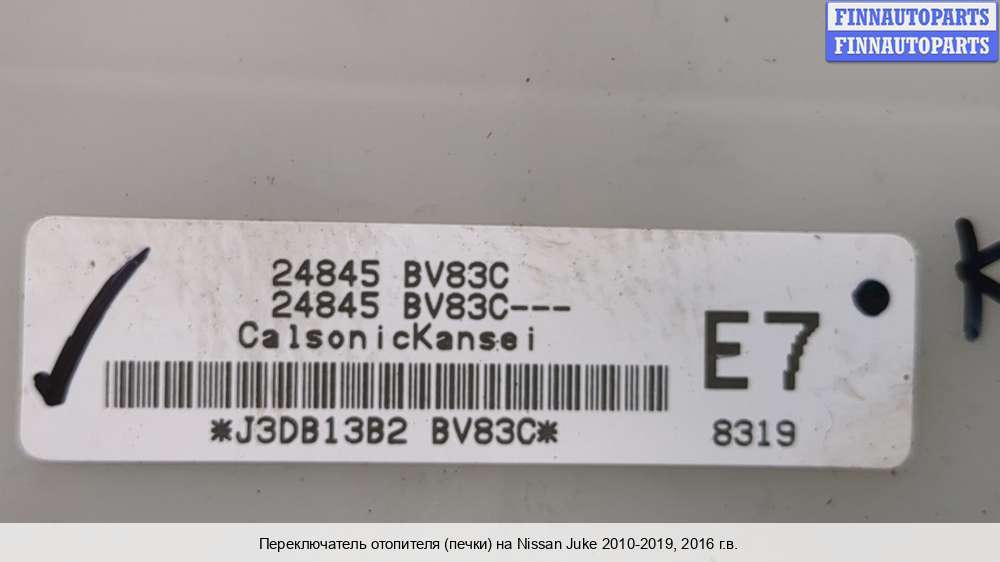 FINNAUTOPARTS
FINNAUTOPARTS
24845 BV83C
24845 BV83C---
CalsonicKansei
E7
*J3DB13B2 BV83C*
8319
K
Переключатель отопителя (печки) на Nissan Juke 2010-2019, 2016 г.в.